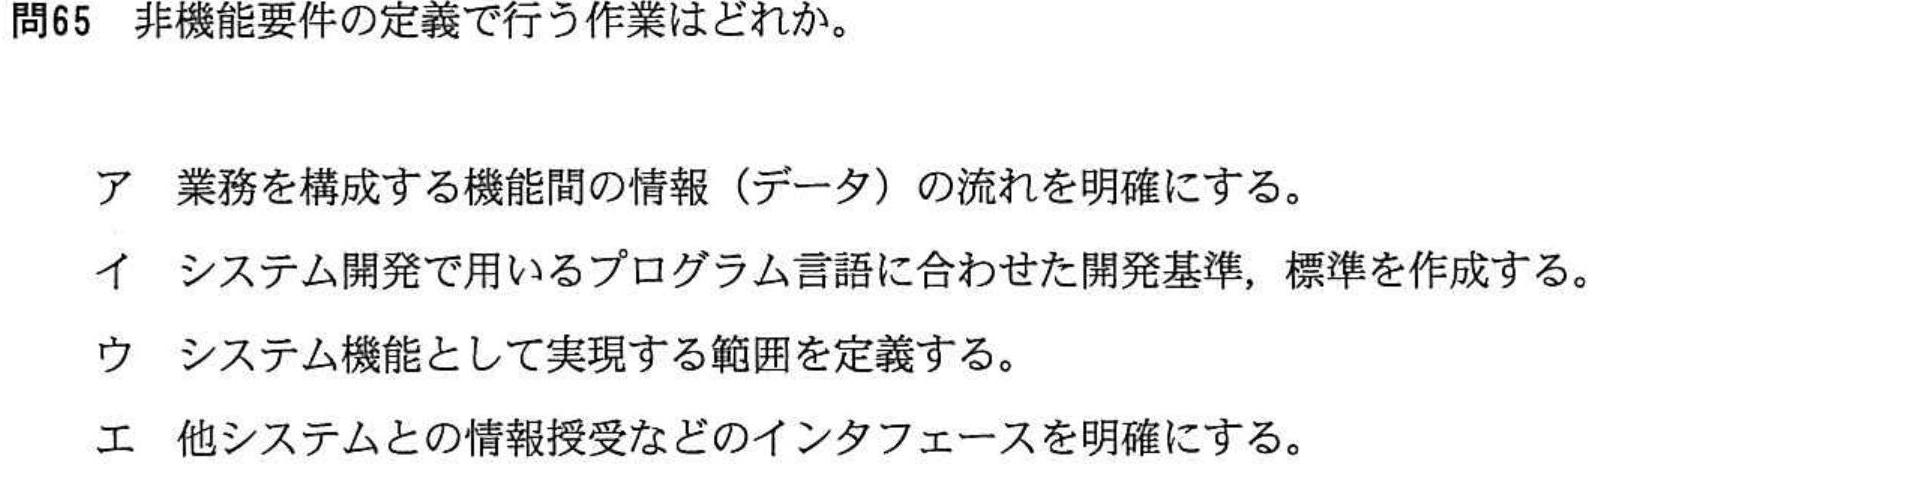 問65　非機能要件の定義で行う作業はどれか。
ア　業務を構成する機能間の情報（データ）の流れを明確にする。
イ　システム開発で用いるプログラム言語に合わせた開発基準，標準を作成する。
ウ　システム機能として実現する範囲を定義する。
エ　他システムとの情報授受などのインタフェースを明確にする。